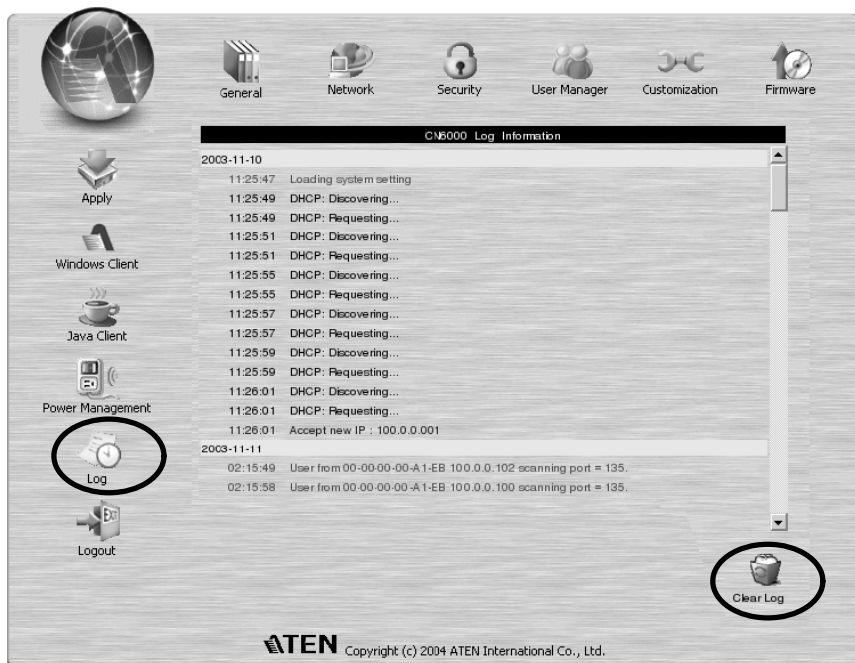 General Network Security User Manager Customization Firmware
CN6000 Log Information
2003-11-10
11:25:47 Loading system setting
11:25:49 DHCP: Discovering...
11:25:49 DHCP: Requesting...
11:25:51 DHCP: Discovering...
11:25:51 DHCP: Requesting...
11:25:55 DHCP: Discovering...
11:25:55 DHCP: Requesting...
11:25:57 DHCP: Discovering...
11:25:57 DHCP: Requesting...
11:25:59 DHCP: Discovering...
11:25:59 DHCP: Requesting...
11:26:01 DHCP: Discovering...
11:26:01 DHCP: Requesting...
11:26:01 Accept new IP : 100.0.0.001
2003-11-11
02:15:49 User from 00-00-00-00-A1-EB 100.0.0.102 scanning port = 135.
02:15:58 User from 00-00-00-00-A1-EB 100.0.0.100 scanning port = 135.
Apply
Windows Client
Java Client
Power Management
Log
EXIT
Logout
Clear Log
ATEN Copyright (c) 2004 ATEN International Co., Ltd.